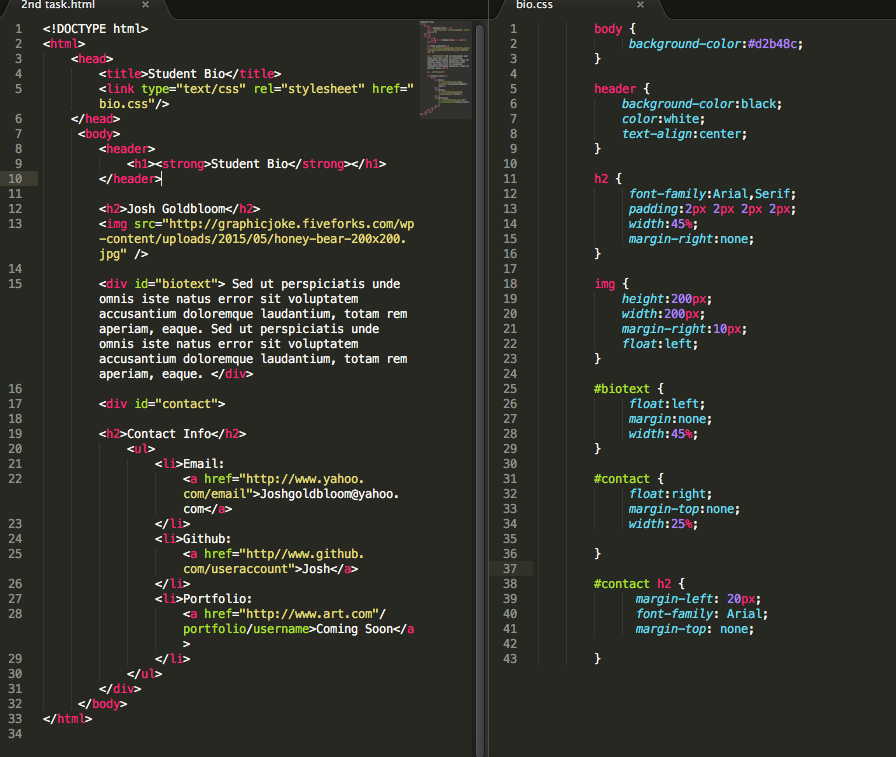 2nd task.html ×
1 <!DOCTYPE html>
2 <html>
3 <head>
4 <title>Student Bio</title>
5 <link type="text/css" rel="stylesheet" href="
bio.css"/>
6 </head>
7 <body>
8 <header>
9 <h1><strong>Student Bio</strong></h1>
10 </header>
11
12 <h2>Josh Goldbloom</h2>
13 <img src="http://graphicjoke.fiveforks.com/wp
-content/uploads/2015/05/honey-bear-200x200.
jpg" />
14
15 <div id="biotext"> Sed ut perspiciatis unde
omnis iste natus error sit voluptatem
accusantium doloremque laudantium, totam rem
aperiam, eaque. Sed ut perspiciatis unde
omnis iste natus error sit voluptatem
accusantium doloremque laudantium, totam rem
aperiam, eaque. </div>
16
17 <div id="contact">
18
19 <h2>Contact Info</h2>
20 <ul>
21 <li>Email:
22 <a href="http://www.yahoo.
com/email">Joshgoldbloom@yahoo.
com</a>
23 </li>
24 <li>Github:
25 <a href="http//www.github.
com/useraccount">Josh</a>
26 </li>
27 <li>Portfolio:
28 <a href="http://www.art.com"/
portfolio/username>Coming Soon</a
>
29 </li>
30 </ul>
31 </div>
32 </body>
33 </html>
34
bio.css ×
1 body {
2 background-color:#d2b48c;
3 }
4
5 header {
6 background-color:black;
7 color:white;
8 text-align:center;
9 }
10
11 h2 {
12 font-family:Arial,Serif;
13 padding:2px 2px 2px 2px;
14 width:45%;
15 margin-right:none;
16 }
17
18 img {
19 height:200px;
20 width:200px;
21 margin-right:10px;
22 float:left;
23 }
24
25 #biotext {
26 float:left;
27 margin:none;
28 width:45%;
29 }
30
31 #contact {
32 float:right;
33 margin-top:none;
34 width:25%;
35
36 }
37
38 #contact h2 {
39 margin-left: 20px;
40 font-family: Arial;
41 margin-top: none;
42
43 }